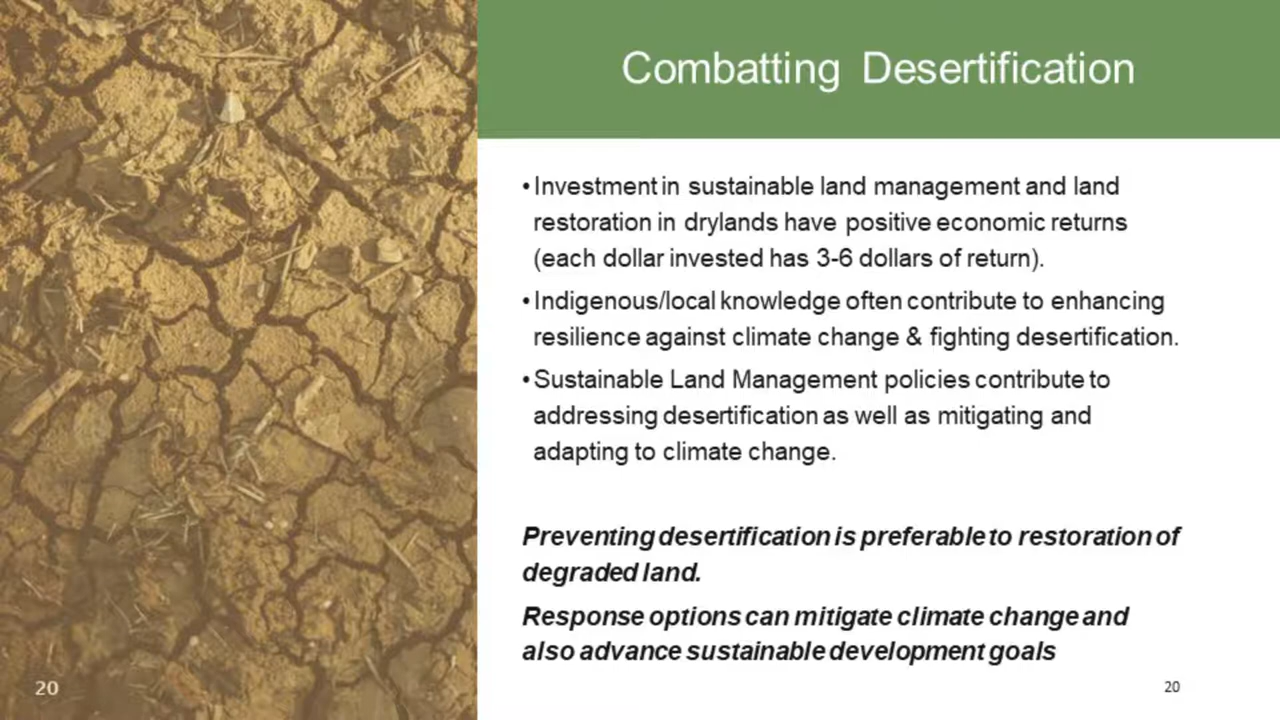 Combatting Desertification
•Investment in sustainable land management and land
restoration in drylands have positive economic returns
(each dollar invested has 3-6 dollars of return).
•Indigenous/local knowledge often contribute to enhancing
resilience against climate change & fighting desertification.
•Sustainable Land Management policies contribute to
addressing desertification as well as mitigating and
adapting to climate change.
Preventing desertification is preferable to restoration of
degraded land.
Response options can mitigate climate change and
also advance sustainable development goals
20
20